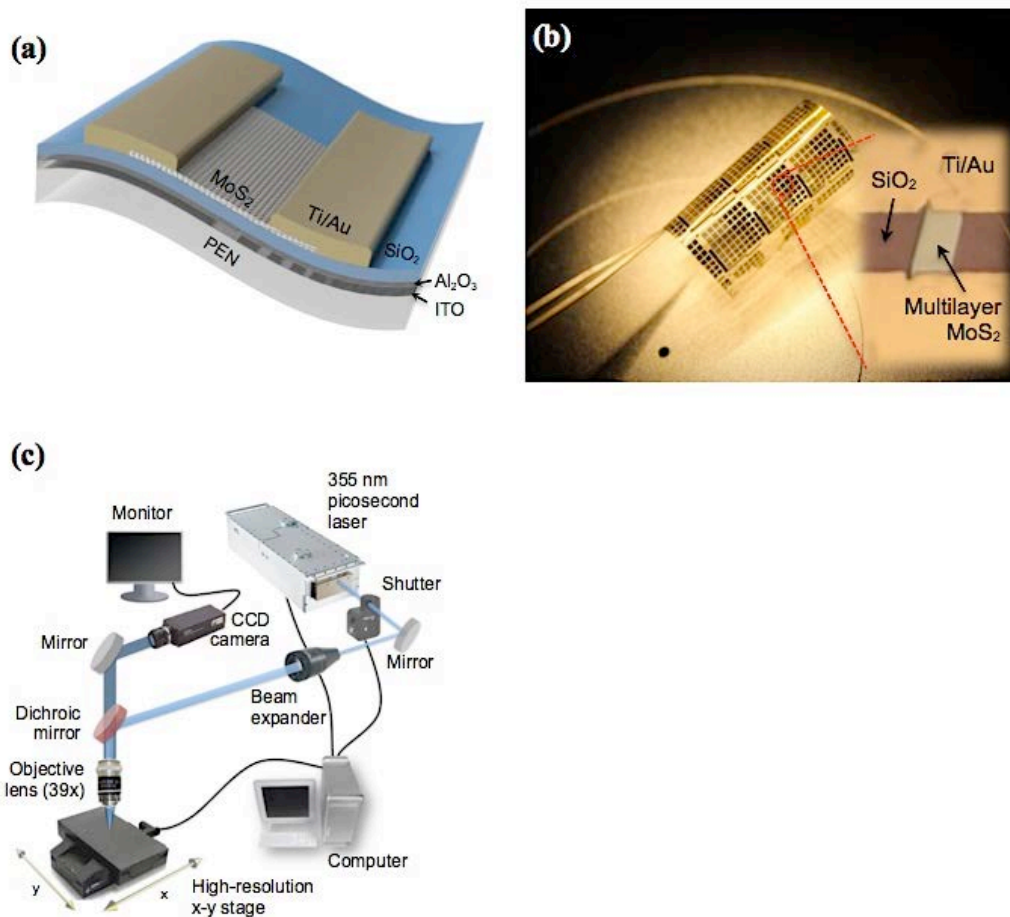 (a)
MoS₂
Ti/Au
PEN
SiO₂
Al₂O₃
ITO
(b)
Ti/Au
SiO₂
Multilayer
MoS₂
(c)
355 nm
picosecond
laser
Monitor
Shutter
CCD
camera
Mirror
Mirror
Beam
expander
Dichroic
mirror
Objective
lens (39x)
Computer
y
x
High-resolution
x-y stage